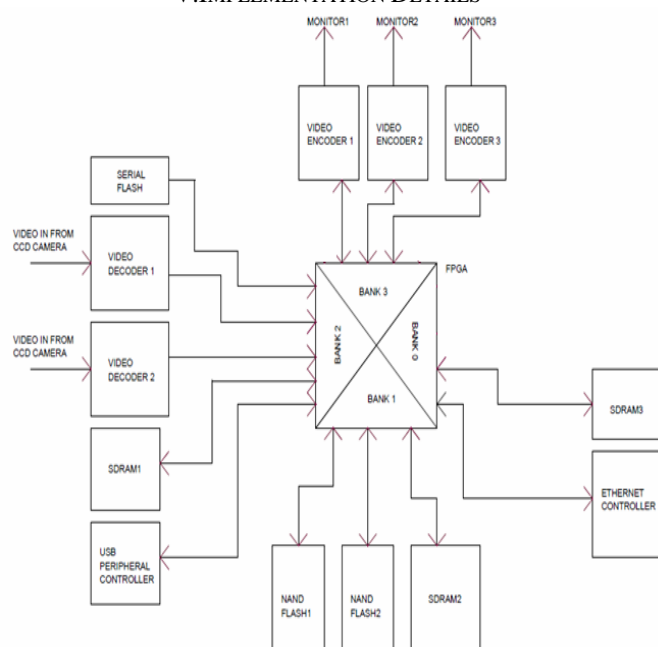 V.IMPLEMENTATION DETAILS
MONITOR1
MONITOR2
MONITOR3
VIDEO
ENCODER 1
VIDEO
ENCODER 2
VIDEO
ENCODER 3
SERIAL
FLASH
VIDEO IN FROM
CCD CAMERA
VIDEO
DECODER 1
FPGA
BANK 3
BANK 2
BANK 0
BANK 1
VIDEO IN FROM
CCD CAMERA
VIDEO
DECODER 2
SDRAM3
SDRAM1
ETHERNET
CONTROLLER
USB
PERIPHERAL
CONTROLLER
NAND
FLASH1
NAND
FLASH2
SDRAM2